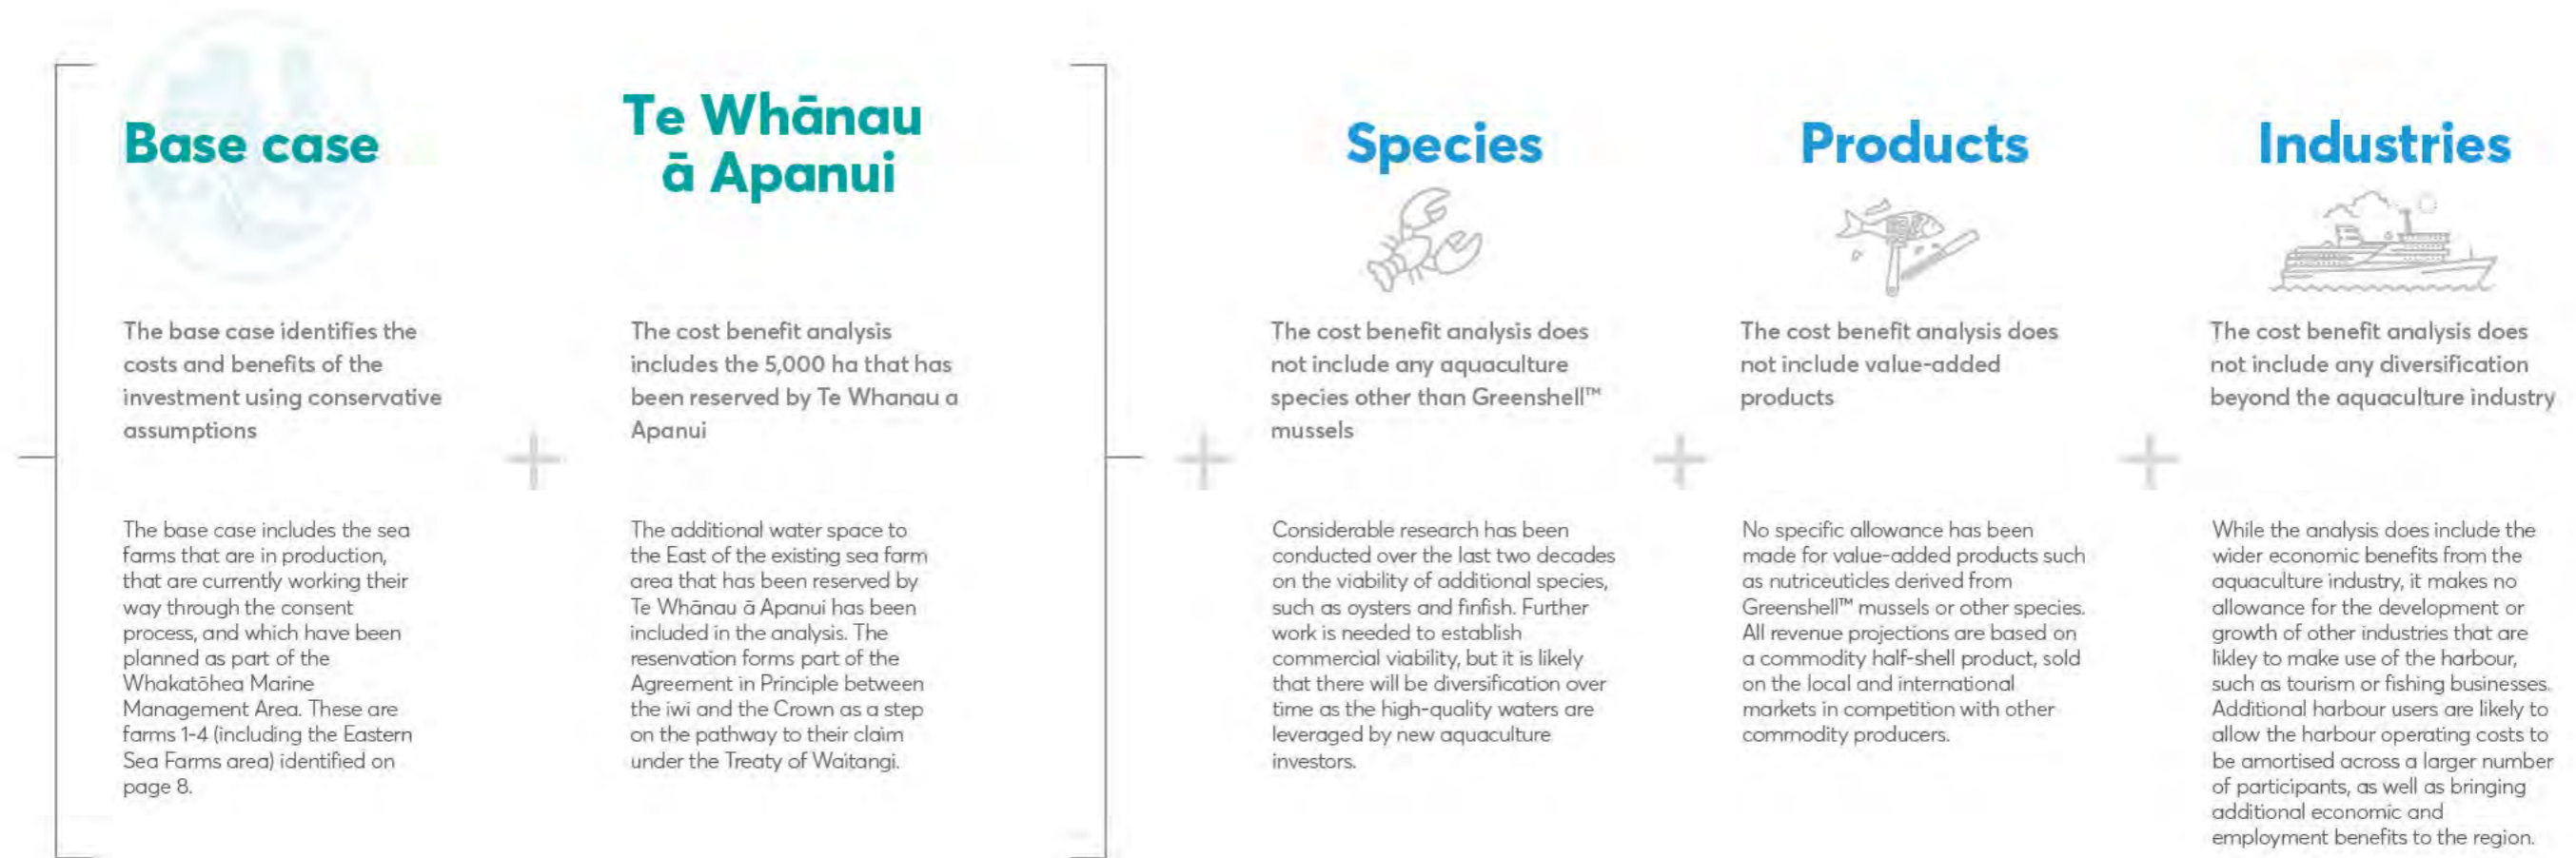 Base case
The base case identifies the
costs and benefits of the
investment using conservative
assumptions
The base case includes the sea
farms that are in production,
that are currently working their
way through the consent
process, and which have been
planned as part of the
Whakatōhea Marine
Management Area. These are
farms 1-4 (including the Eastern
Sea Farms area) identified on
page 8.
+
Te Whānau
ā Apanui
The cost benefit analysis
includes the 5,000 ha that has
been reserved by Te Whanau a
Apanui
The additional water space to
the East of the existing sea farm
area that has been reserved by
Te Whānau ā Apanui has been
included in the analysis. The
resenvation forms part of the
Agreement in Principle between
the iwi and the Crown as a step
on the pathway to their claim
under the Treaty of Waitangi.
+
Species
The cost benefit analysis does
not include any aquaculture
species other than Greenshell™
mussels
Considerable research has been
conducted over the last two decades
on the viability of additional species,
such as oysters and finfish. Further
work is needed to establish
commercial viability, but it is likely
that there will be diversification over
time as the high-quality waters are
leveraged by new aquaculture
investors.
+
Products
The cost benefit analysis does
not include value-added
products
No specific allowance has been
made for value-added products such
as nutriceuticles derived from
Greenshell™ mussels or other species.
All revenue projections are based on
a commodity half-shell product, sold
on the local and international
markets in competition with other
commodity producers.
+
Industries
The cost benefit analysis does
not include any diversification
beyond the aquaculture industry
While the analysis does include the
wider economic benefits from the
aquaculture industry, it makes no
allowance for the development or
growth of other industries that are
likley to make use of the harbour,
such as tourism or fishing businesses.
Additional harbour users are likely to
allow the harbour operating costs to
be amortised across a larger number
of participants, as well as bringing
additional economic and
employment benefits to the region.